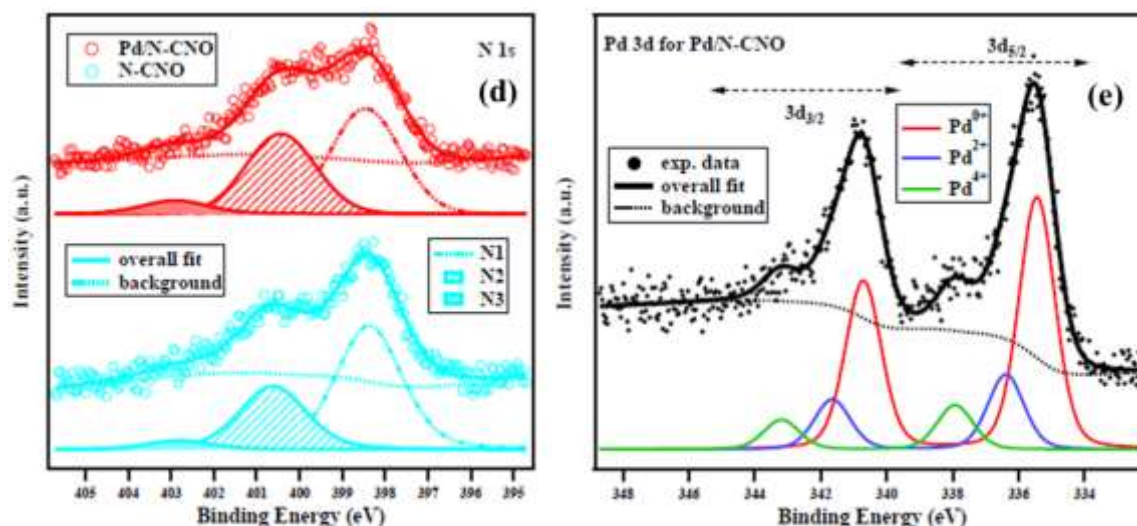 Pd/N-CNO
N-CNO
N 1s
(d)
overall fit
background
N1
N2
N3
Intensity (a.u.)
405 404 403 402 401 400 399 398 397 396 395
Binding Energy (eV)
Pd 3d for Pd/N-CNO
3d5/2
(e)
3d3/2
exp. data
overall fit
background
Pd0+
Pd2+
Pd4+
Intensity (a.u.)
348 346 344 342 340 338 336 334
Binding Energy (eV)